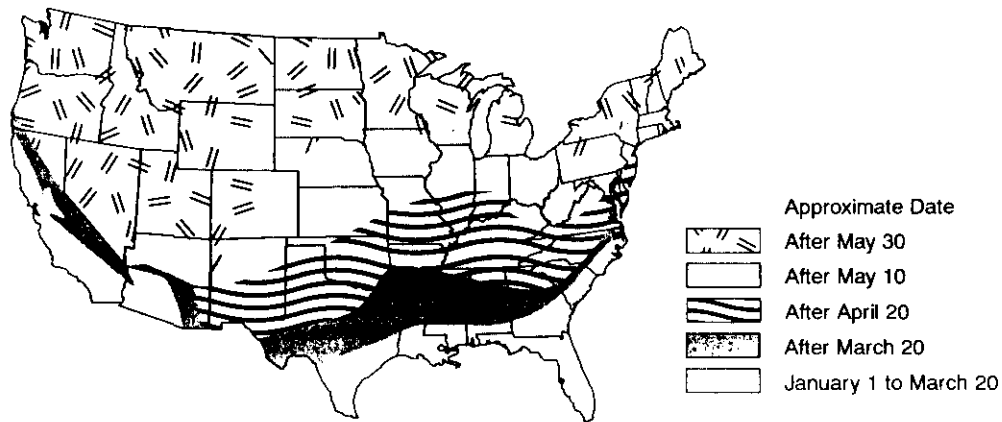 Approximate Date
After May 30
After May 10
After April 20
After March 20
January 1 to March 20